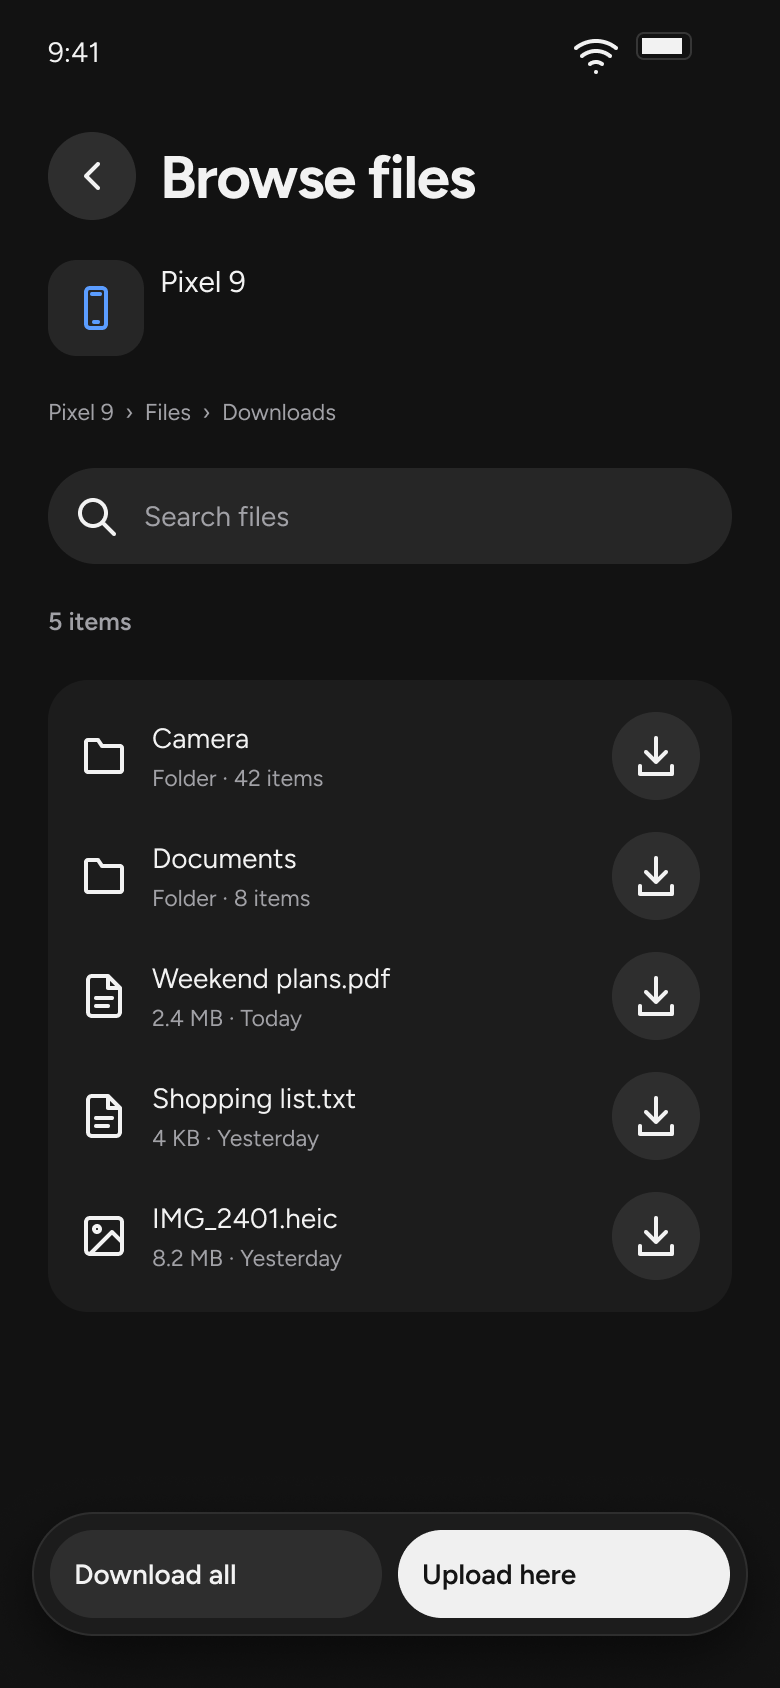 9:41
Browse files
Pixel 9
Pixel 9 › Files › Downloads
Search files
5 items
Camera
Folder · 42 items
Documents
Folder · 8 items
Weekend plans.pdf
2.4 MB · Today
Shopping list.txt
4 KB · Yesterday
IMG_2401.heic
8.2 MB · Yesterday
Download all
Upload here